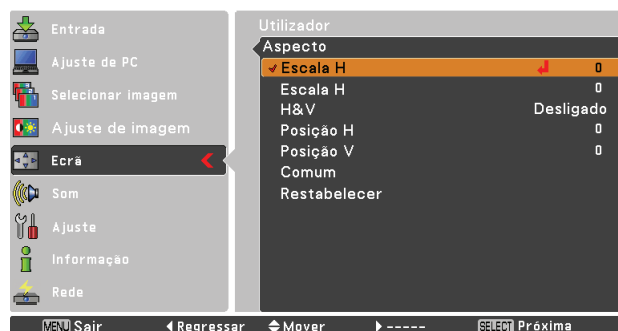 Entrada
Ajuste de PC
Selecionar imagem
Ajuste de imagem
Ecrã
Som
Ajuste
Informação
Rede
Utilizador
Aspecto
Escala H 0
Escala H 0
H&V Desligado
Posição H 0
Posição V 0
Comum
Restabelecer
MENU Sair Regressar Mover ----- SELECT Próxima